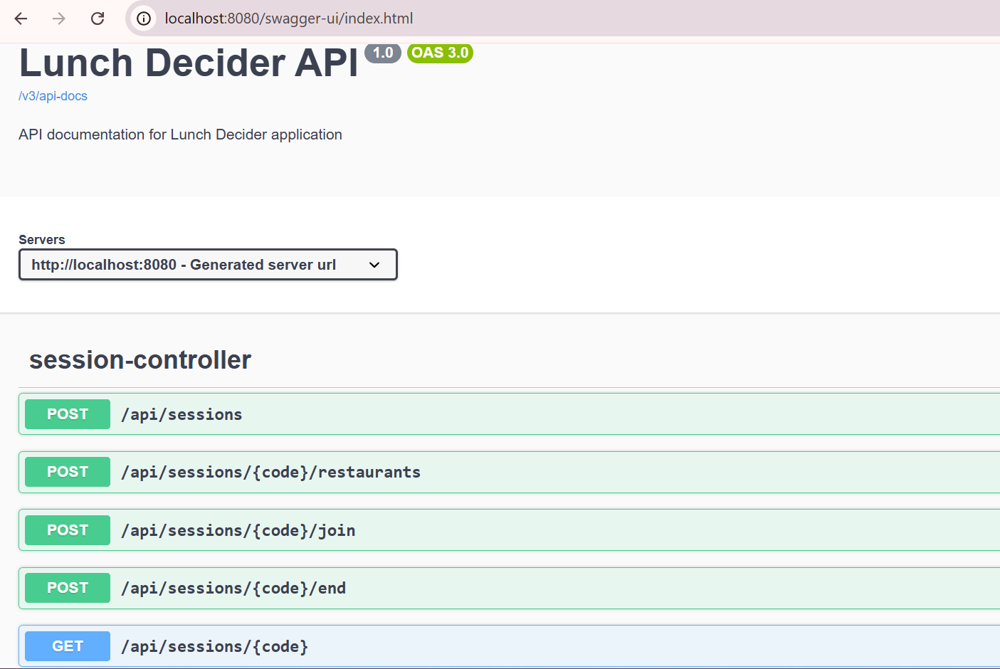 localhost:8080/swagger-ui/index.html
Lunch Decider API 1.0 OAS 3.0
/v3/api-docs
API documentation for Lunch Decider application
Servers
http://localhost:8080 - Generated server url
session-controller
POST /api/sessions
POST /api/sessions/{code}/restaurants
POST /api/sessions/{code}/join
POST /api/sessions/{code}/end
GET /api/sessions/{code}